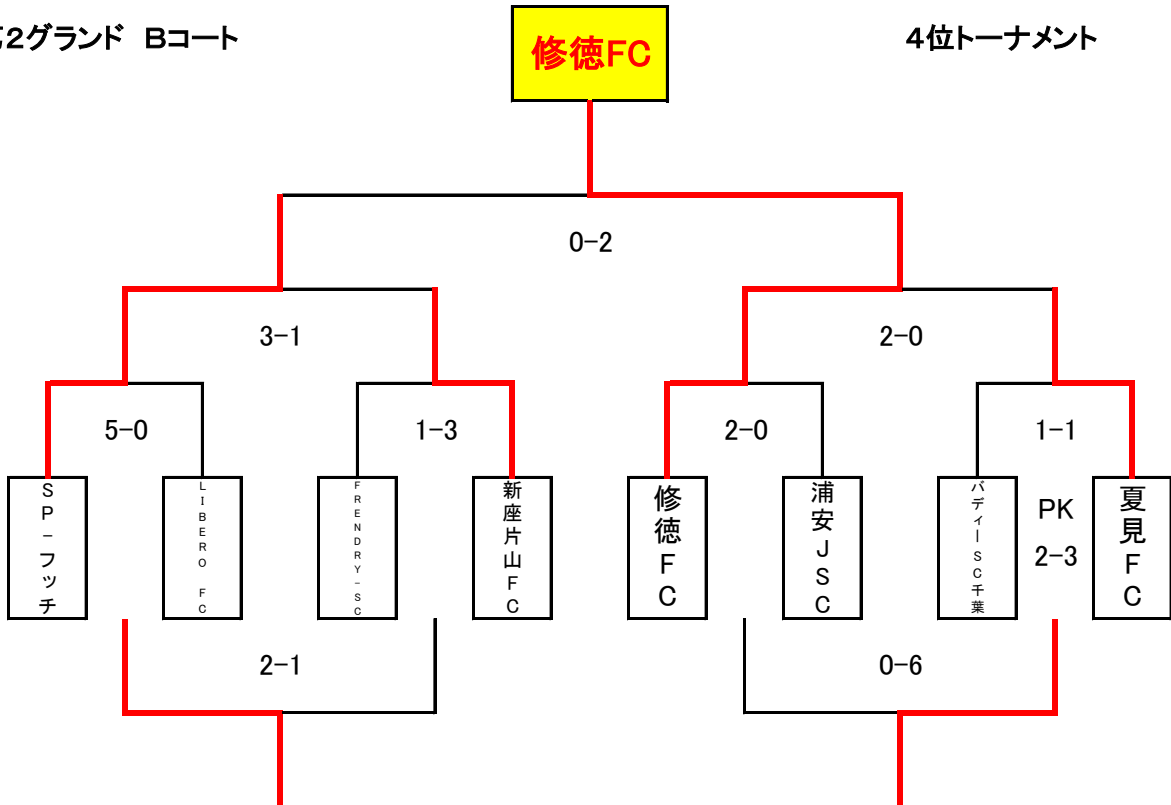 2グランド Bコート
修徳FC
4位トーナメント
0-2
3-1
2-0
5-0
1-3
2-0
1-1
SP-フッチ
LIBERO FC
FRENDRY-SC
新座片山FC
修徳FC
浦安JSC
バディーSC千葉
PK
2-3
夏見FC
2-1
0-6